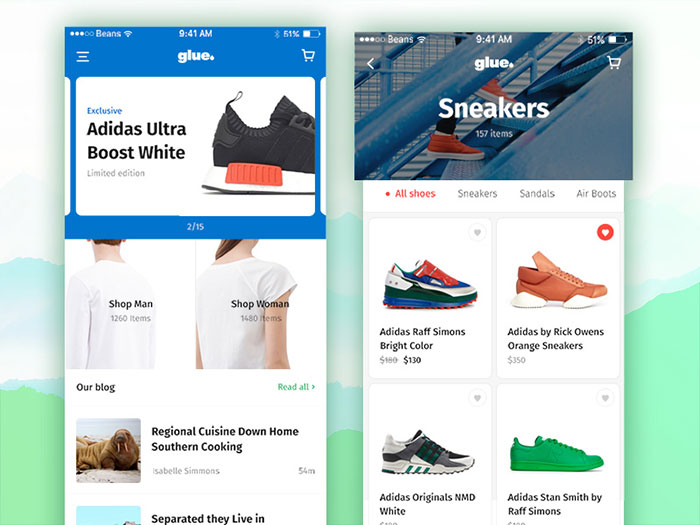 Beans
9:41 AM
51%
glue.
Exclusive
Adidas Ultra
Boost White
Limited edition
2/15
Shop Man
1260 Items
Shop Woman
1480 Items
Our blog
Read all >
Regional Cuisine Down Home
Southern Cooking
Isabelle Simmons
54m
Separated they Live in
Beans
9:41 AM
51%
glue.
Sneakers
157 items
All shoes
Sneakers
Sandals
Air Boots
Adidas Raff Simons
Bright Color
$180 $130
Adidas by Rick Owens
Orange Sneakers
$350
Adidas Originals NMD
White
$180
Adidas Stan Smith by
Raf Simons